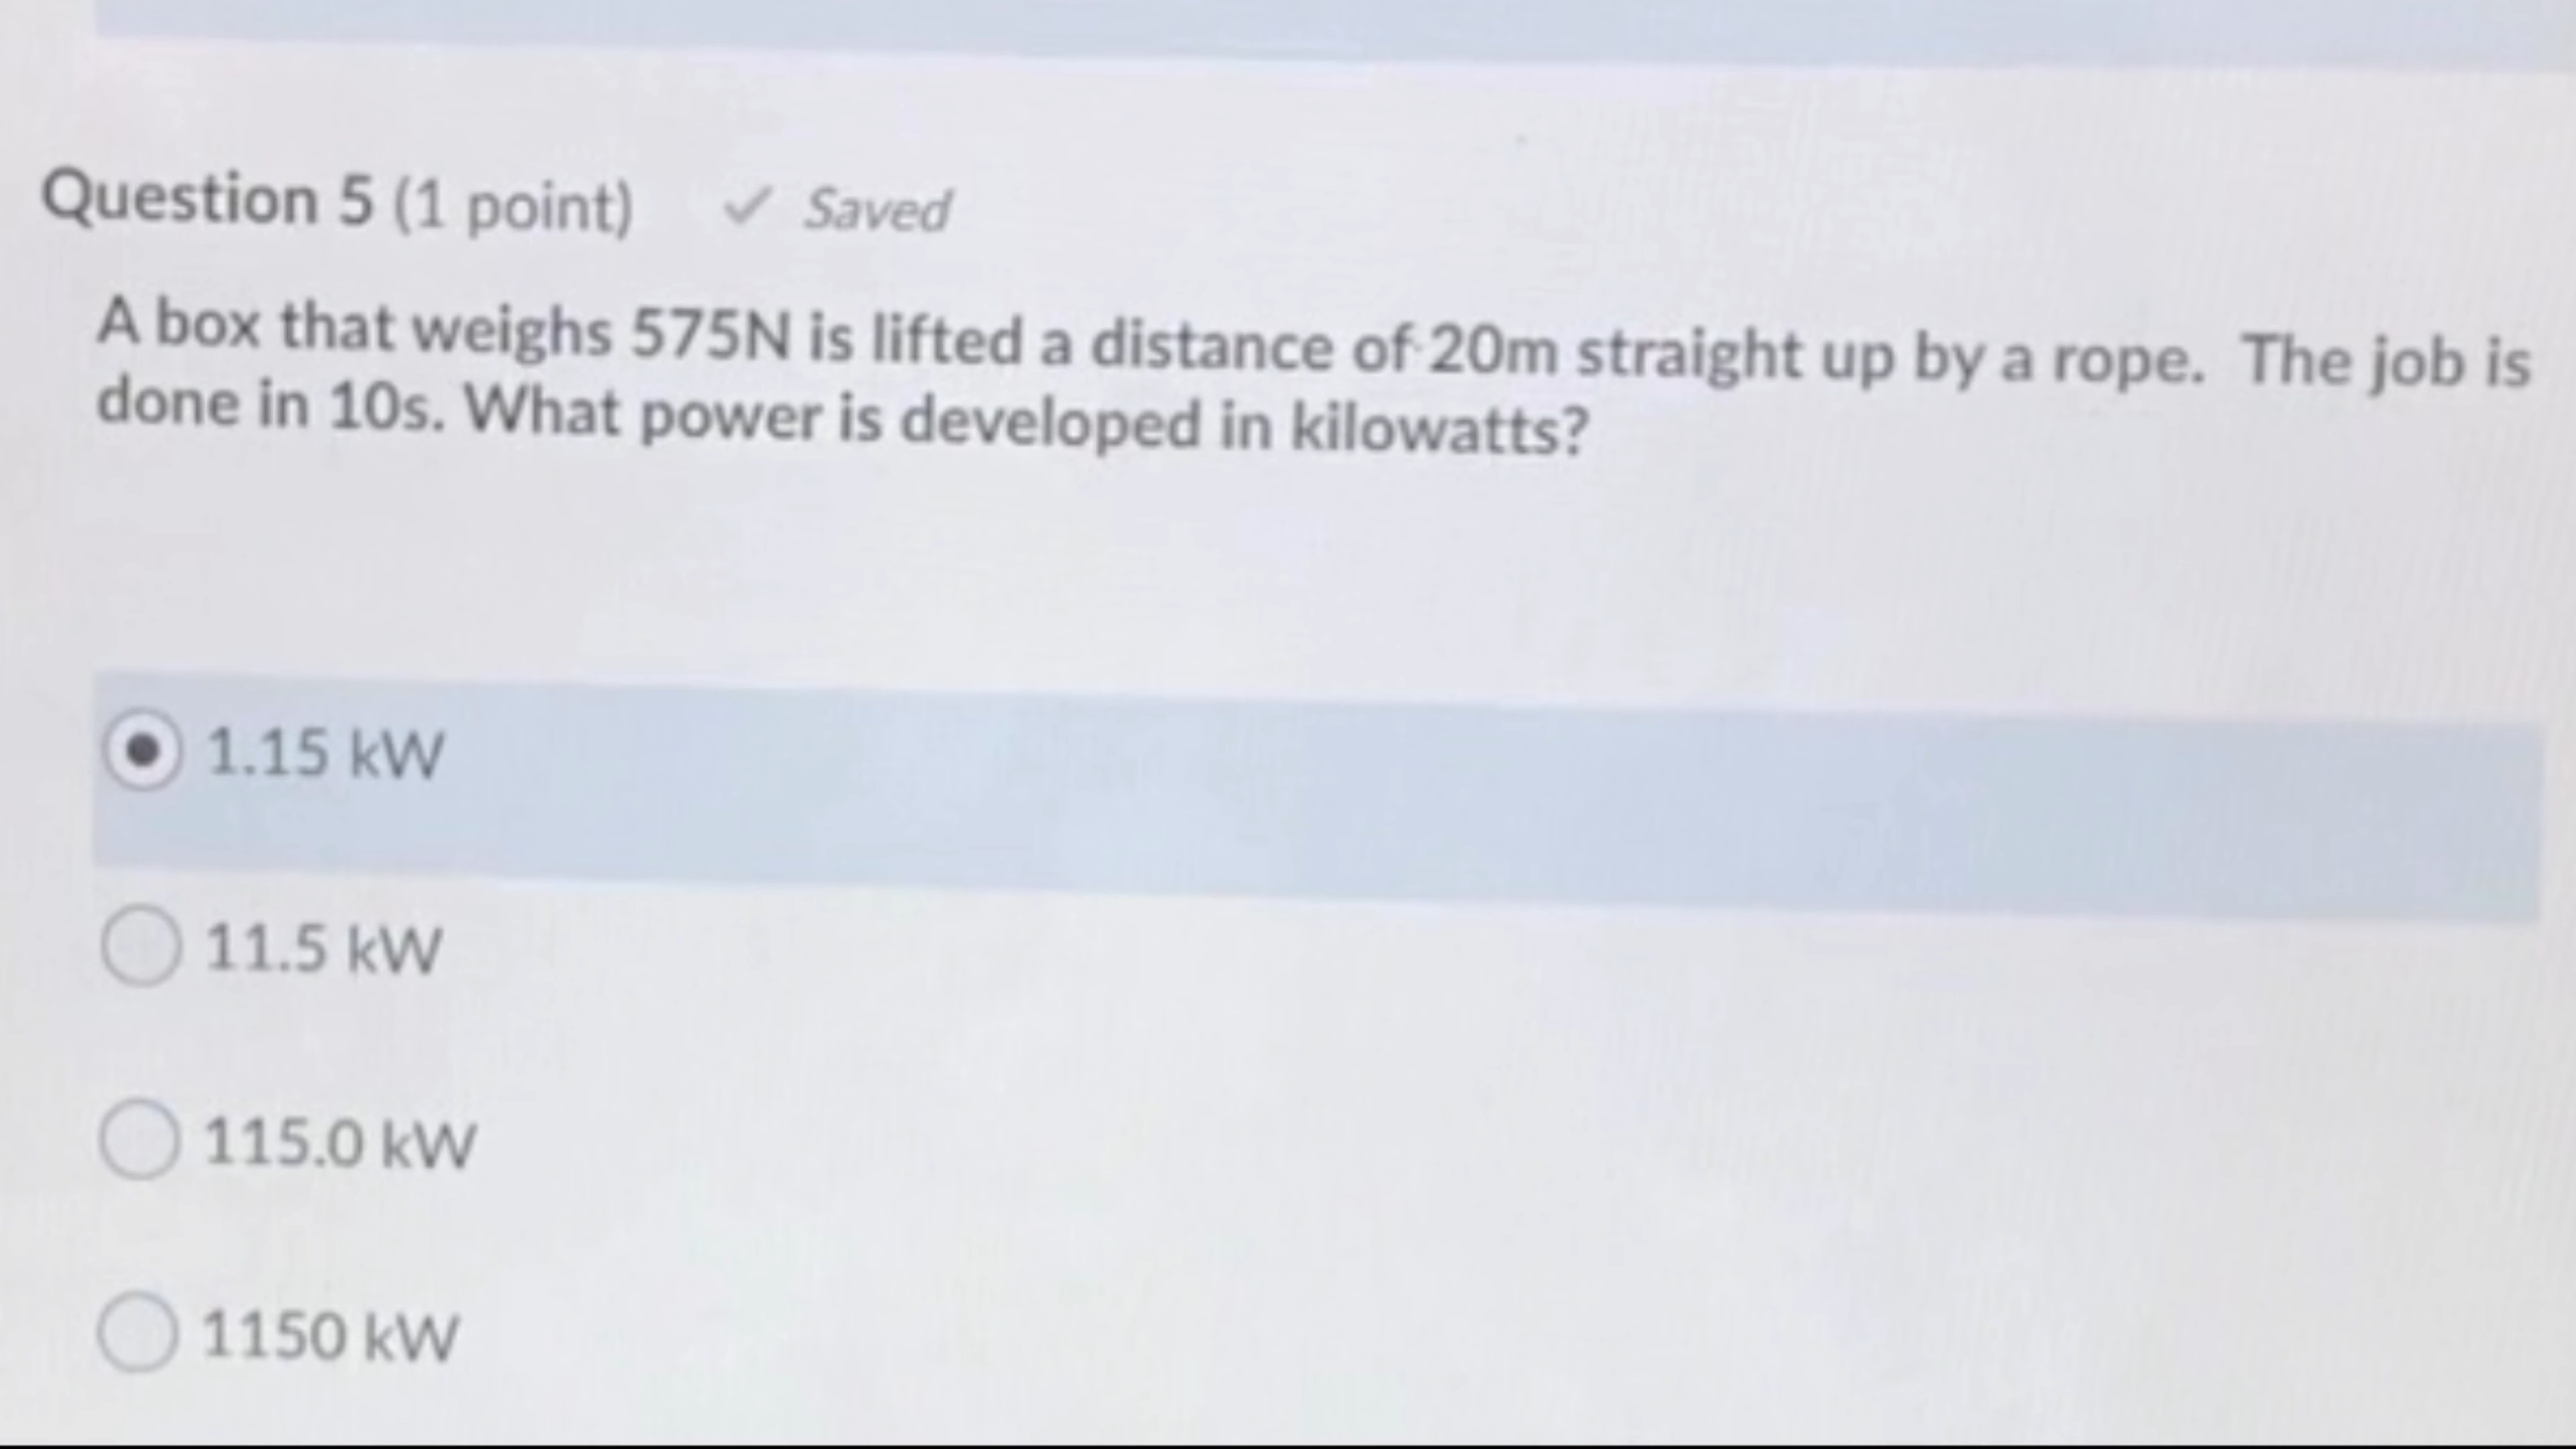 Question 5 (1 point) ✓ Saved
A box that weighs 575N is lifted a distance of 20m straight up by a rope. The job is
done in 10s. What power is developed in kilowatts?
1.15 kW
11.5 kW
115.0 kW
1150 kW